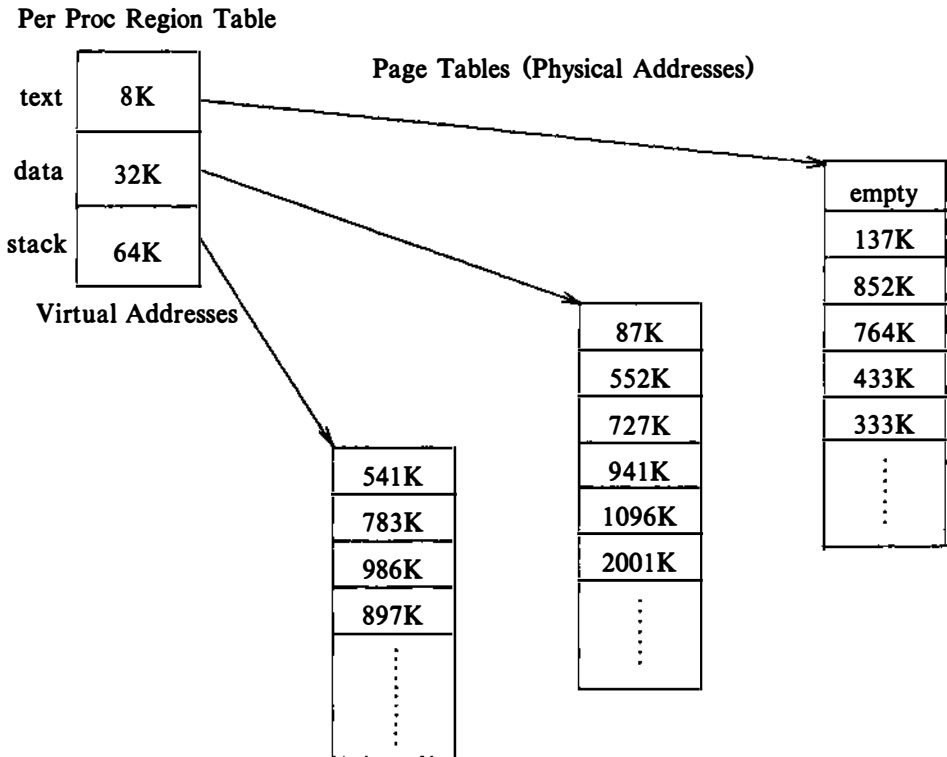 Per Proc Region Table
Page Tables (Physical Addresses)
text 8K
data 32K
stack 64K
Virtual Addresses
empty
137K
852K
764K
433K
333K
87K
552K
727K
941K
1096K
2001K
541K
783K
986K
897K